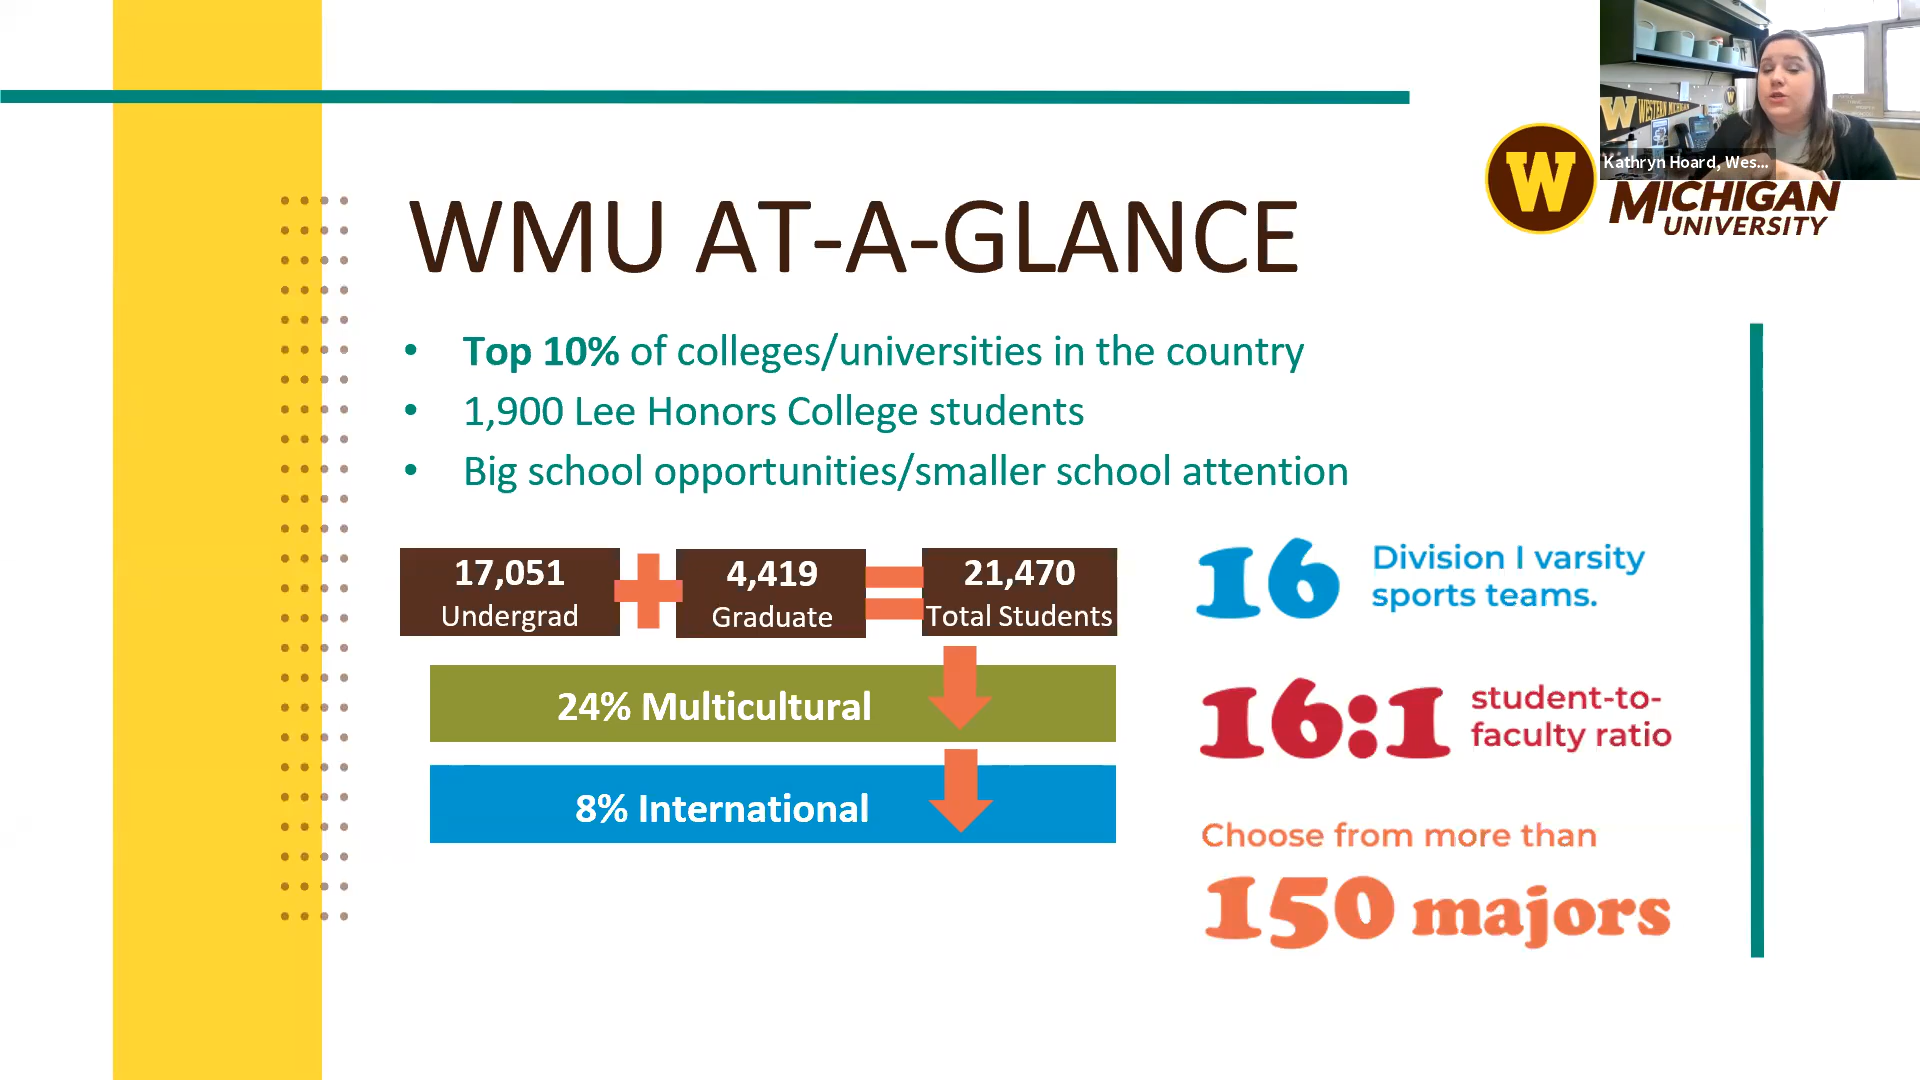 WMU AT-A-GLANCE
• Top 10% of colleges/universities in the country
• 1,900 Lee Honors College students
• Big school opportunities/smaller school attention
17,051
Undergrad
4,419
Graduate
21,470
Total Students
24% Multicultural
8% International
16 Division I varsity
sports teams.
16:1 student-to-
faculty ratio
Choose from more than
150 majors
W
MICHIGAN
UNIVERSITY
W WESTERN MICHIGAN
W
Kathryn Hoard, Wes...